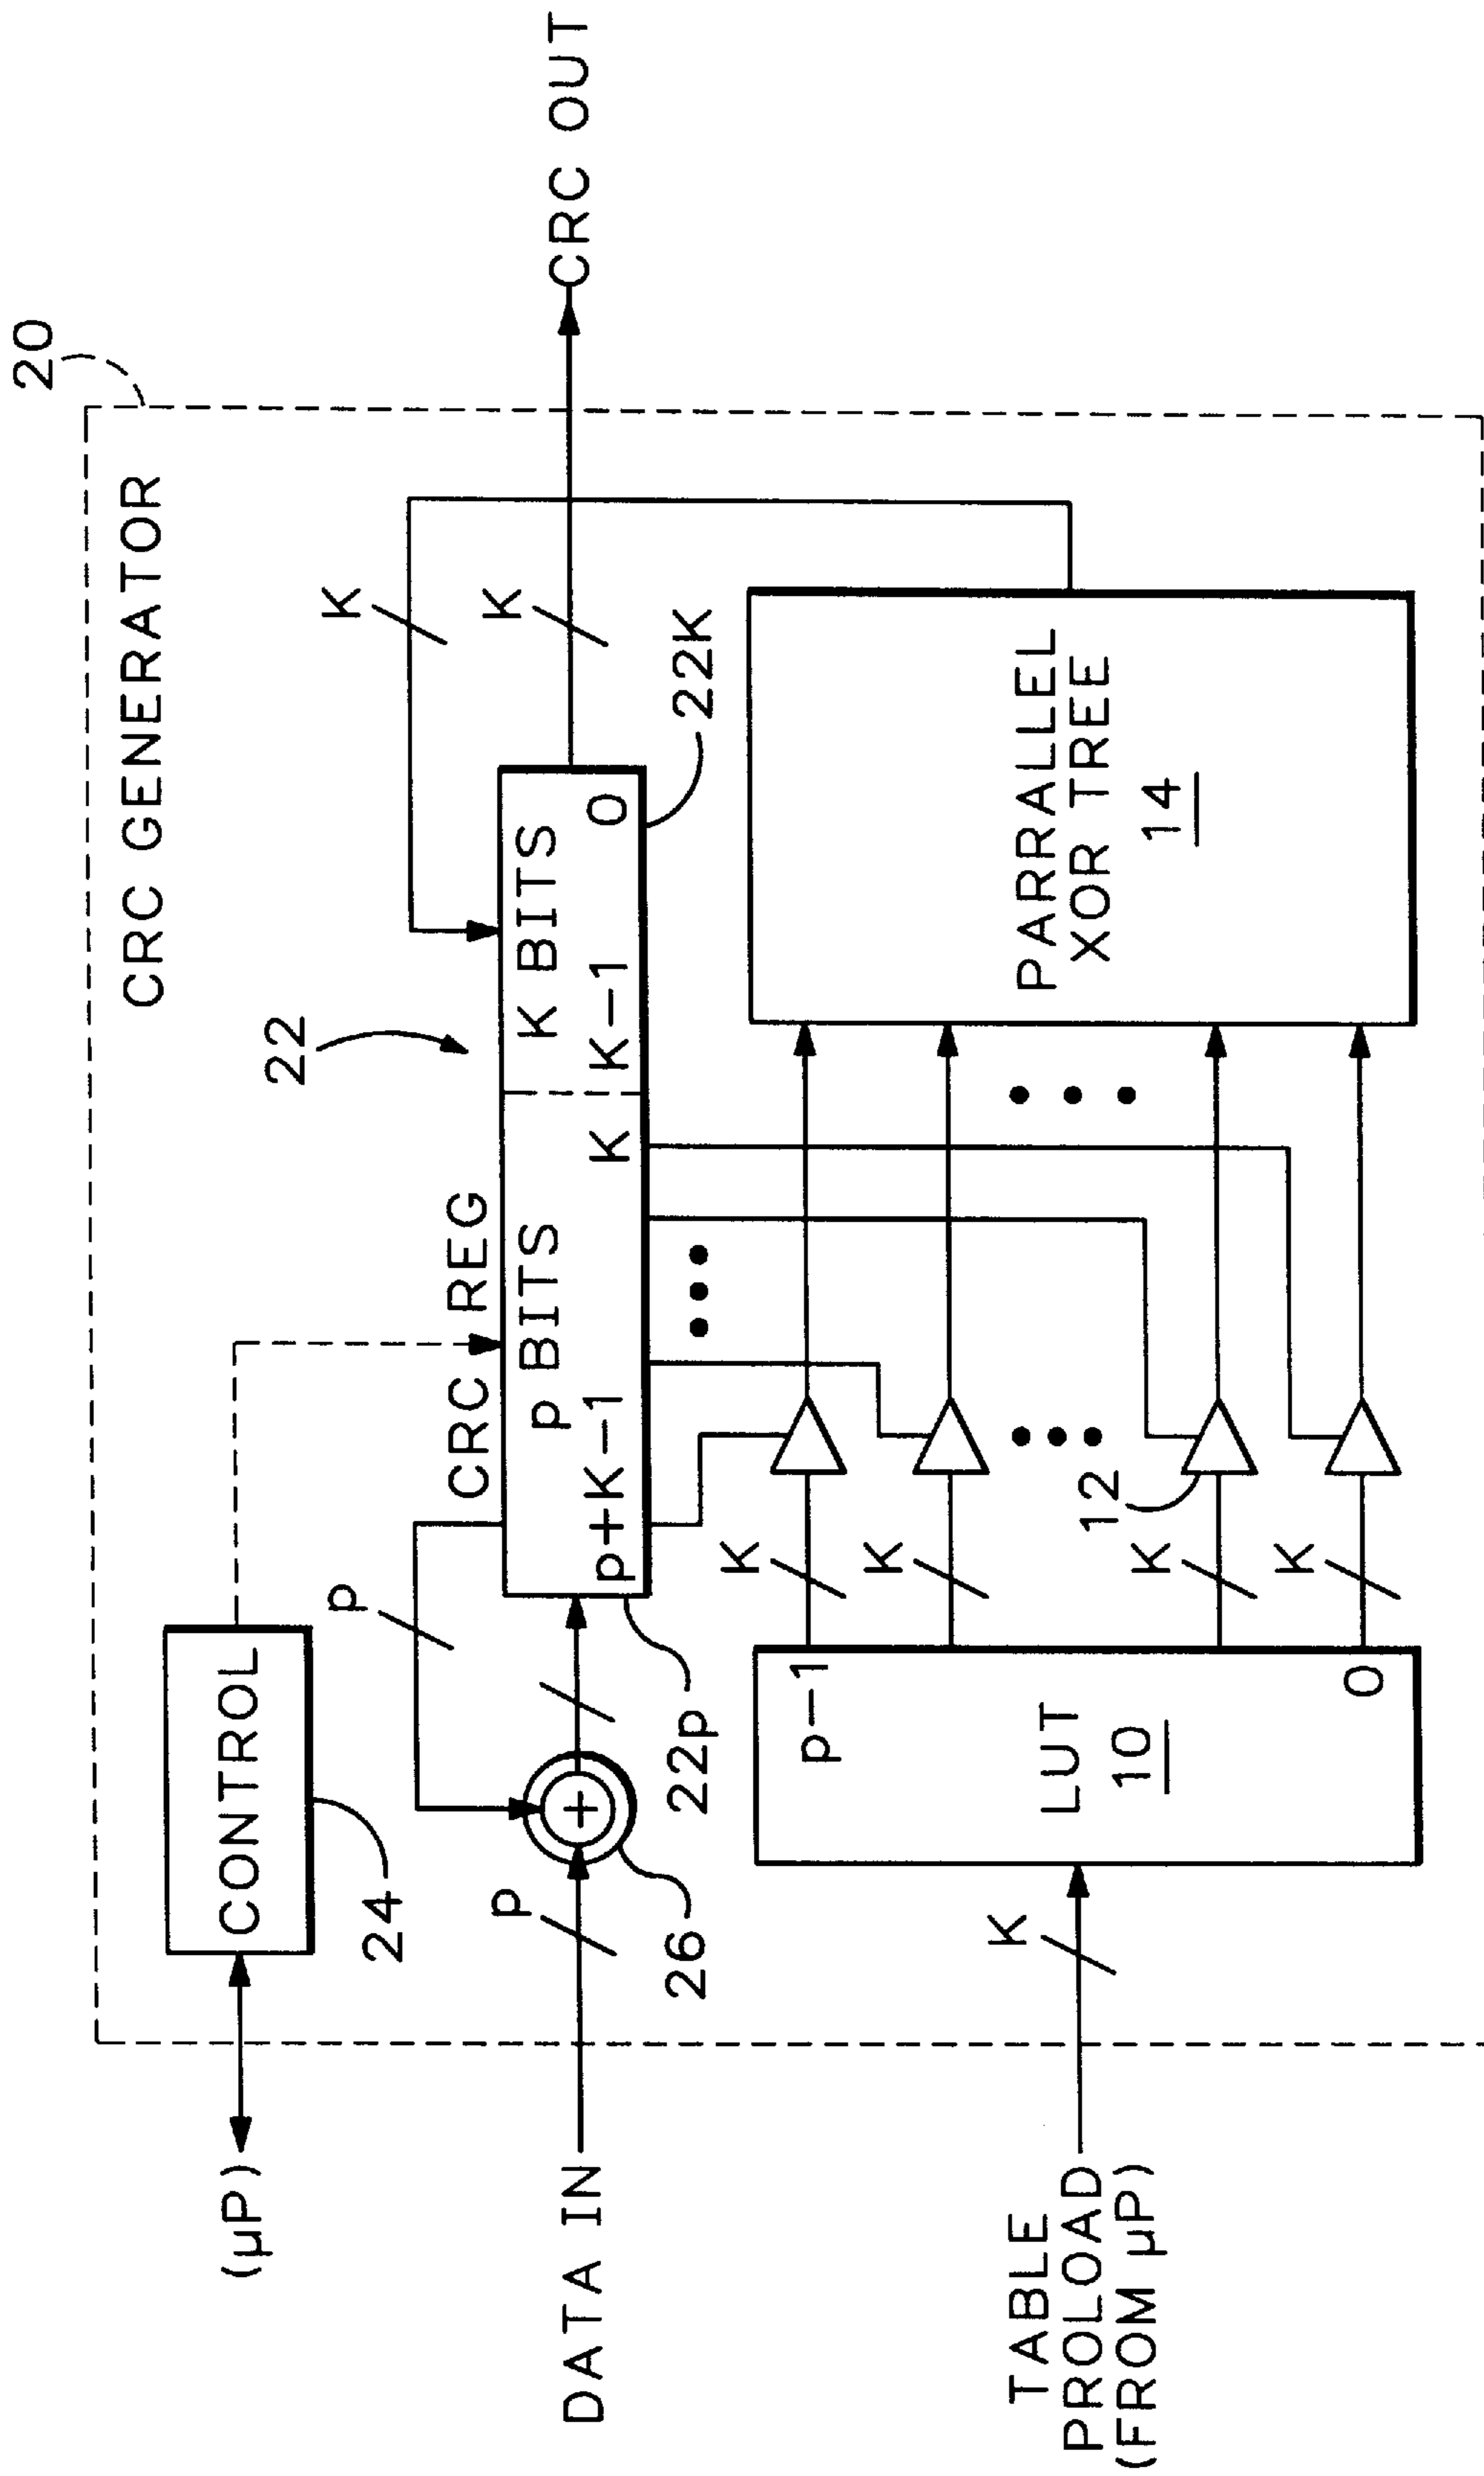 20
CRC GENERATOR
(µP)
CONTROL
24
p
22
K
CRC REG
K
CRC OUT
DATA IN
p
26
22p
p BITS
K BITS
p+K−1
K
K−1
0
22K
TABLE
PROLOAD
(FROM µP)
K
LUT
10
p−1
0
K
K
K
K
12
PARRALLEL
XOR TREE
14